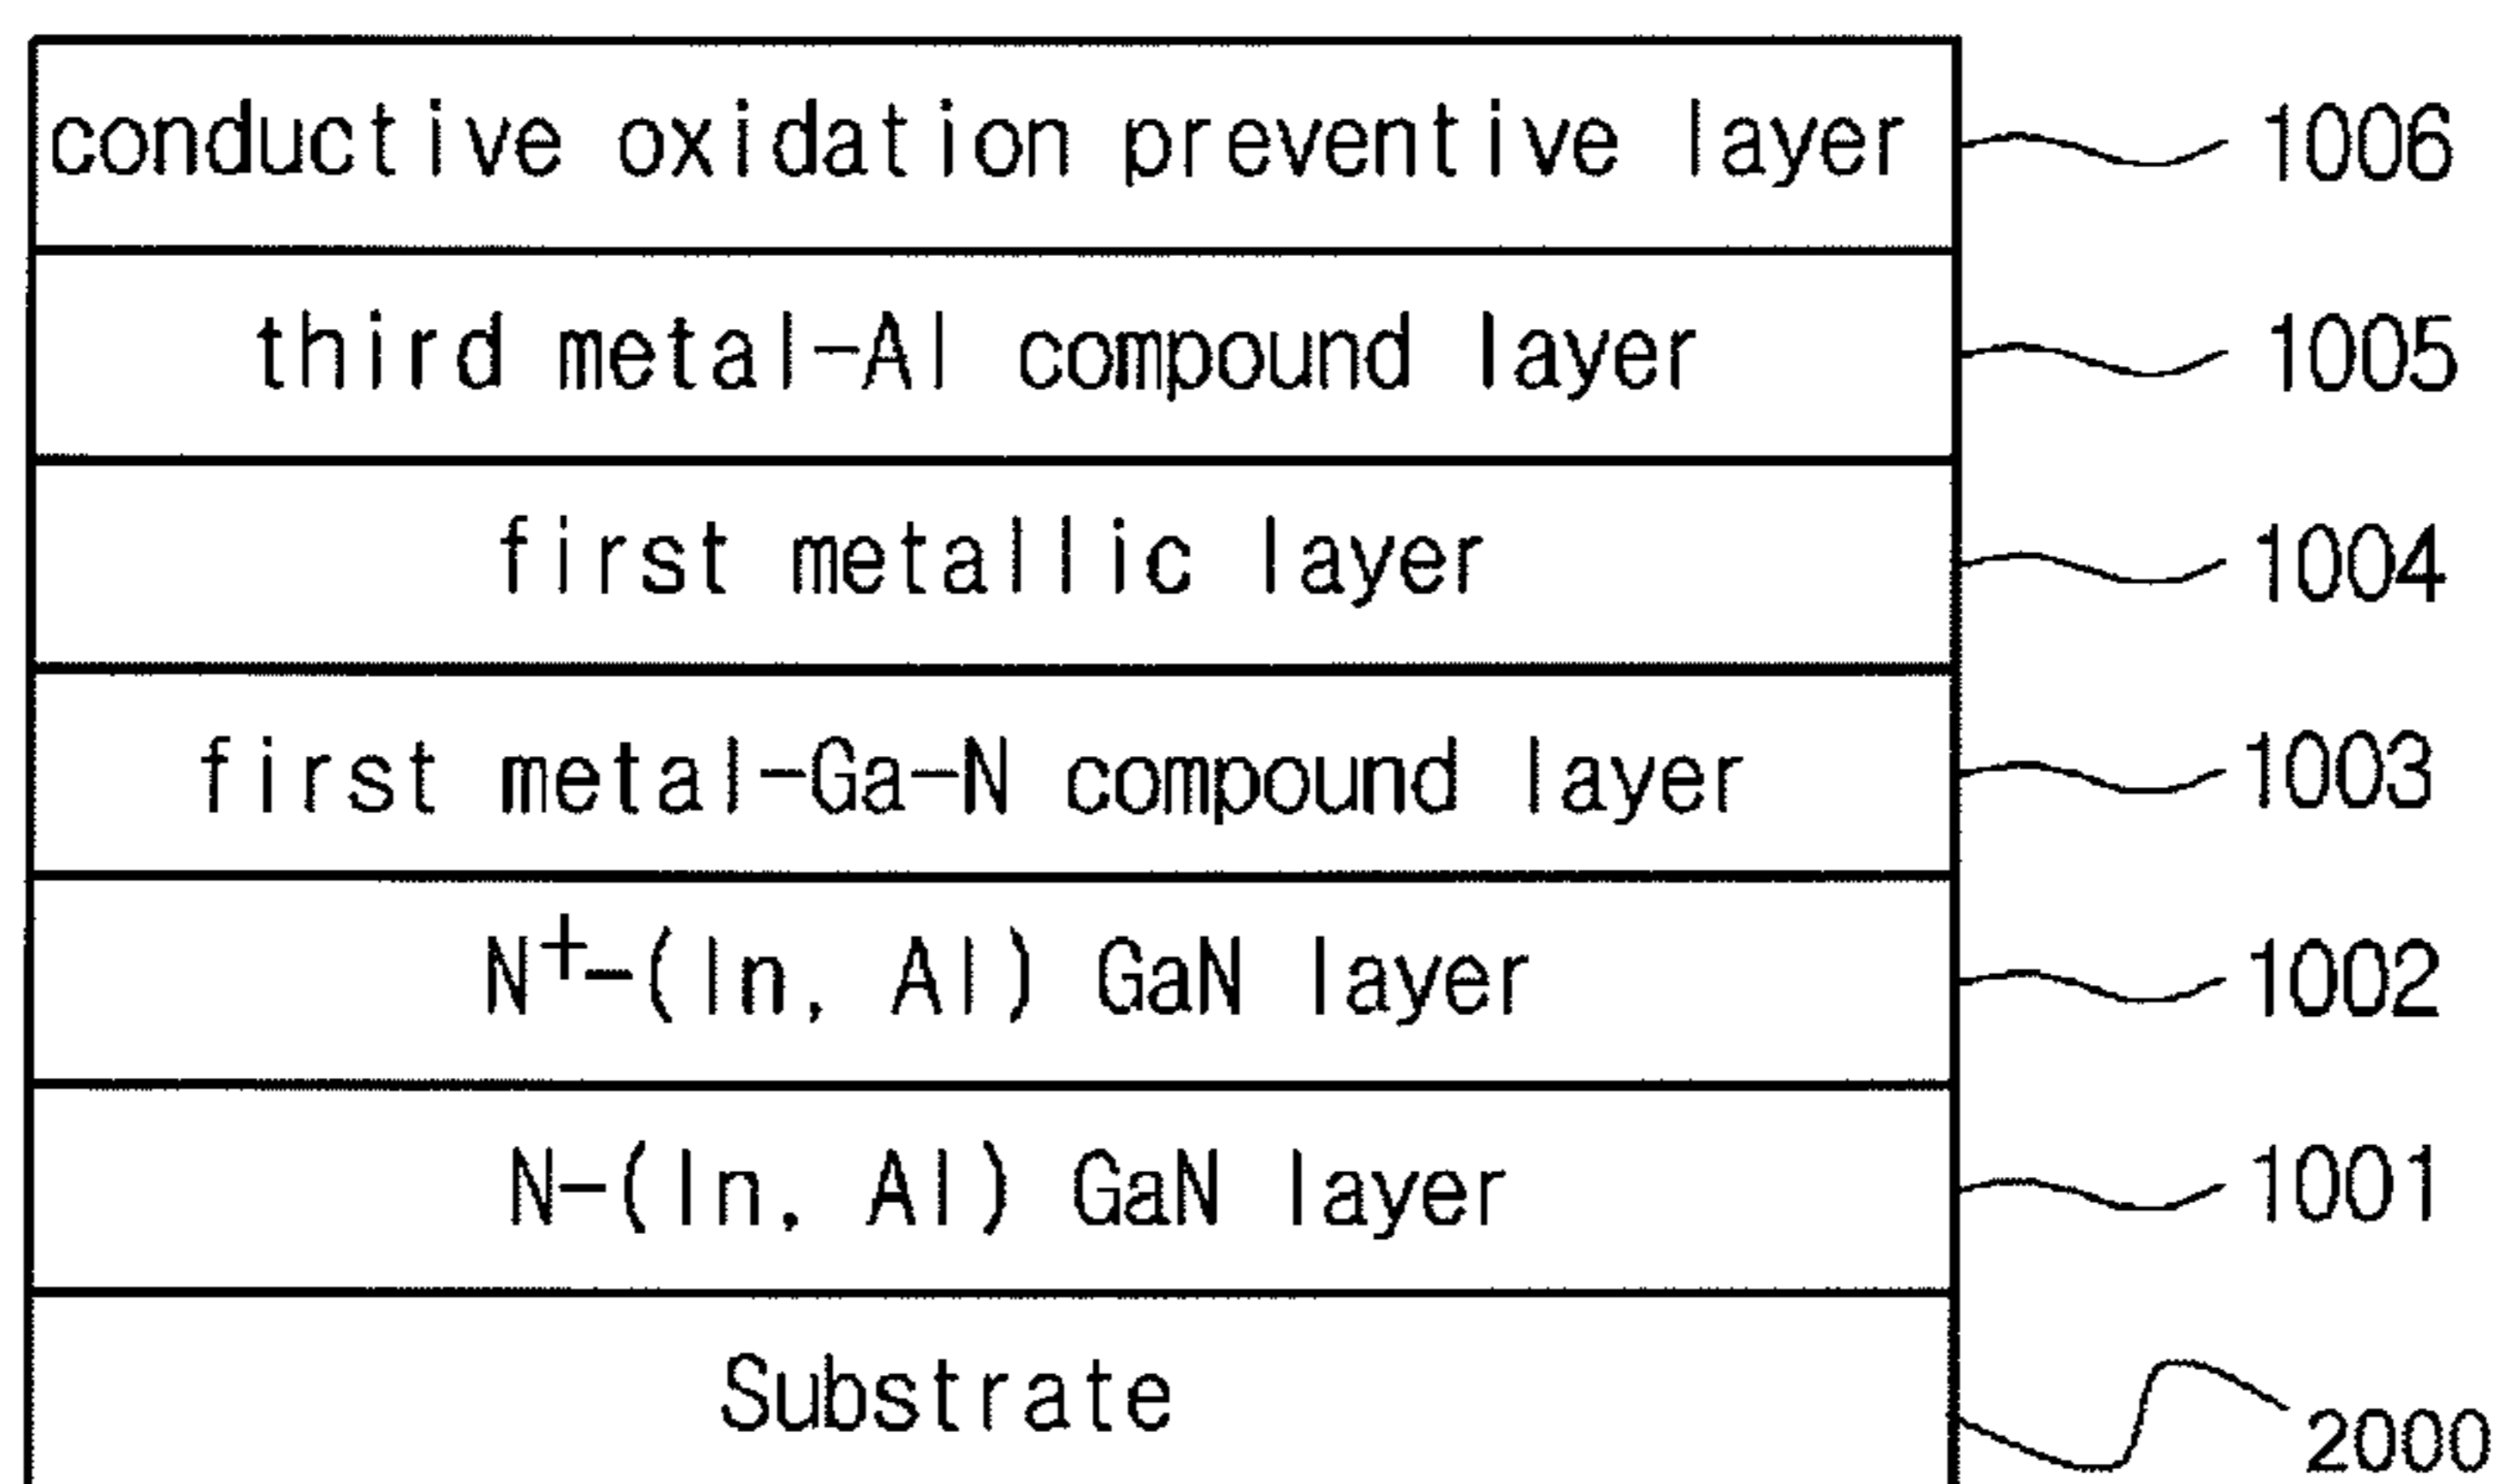 conductive oxidation preventive layer 1006
third metal-Al compound layer 1005
first metallic layer 1004
first metal-Ga-N compound layer 1003
N⁺-(In, Al) GaN layer 1002
N-(In, Al) GaN layer 1001
Substrate 2000